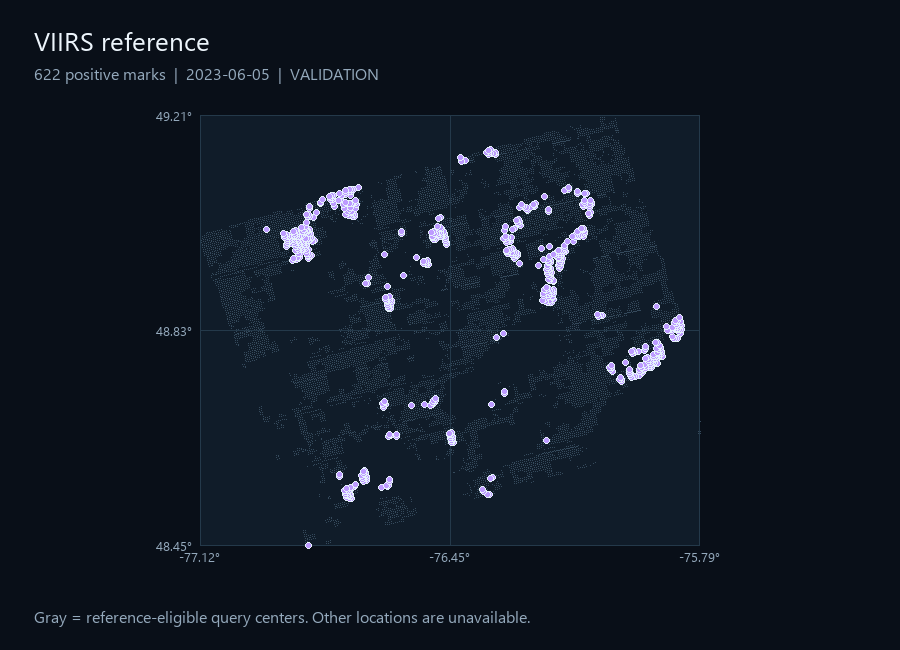 VIIRS reference
622 positive marks | 2023-06-05 | VALIDATION
49.21°
48.83°
48.45°
-77.12°
-76.45°
-75.79°
Gray = reference-eligible query centers. Other locations are unavailable.